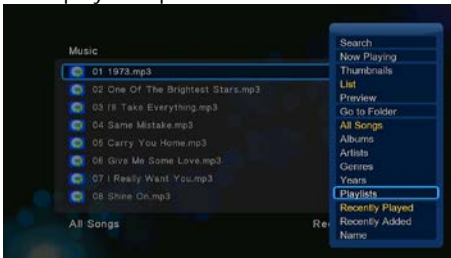 Music
01 1973.mp3
02 One Of The Brightest Stars.mp3
03 I'll Take Everything.mp3
04 Same Mistake.mp3
05 Carry You Home.mp3
06 Give Me Some Love.mp3
07 I Really Want You.mp3
08 Shine On.mp3
All Songs
Search
Now Playing
Thumbnails
List
Preview
Go to Folder
All Songs
Albums
Artists
Genres
Years
Playlists
Recently Played
Recently Added
Name